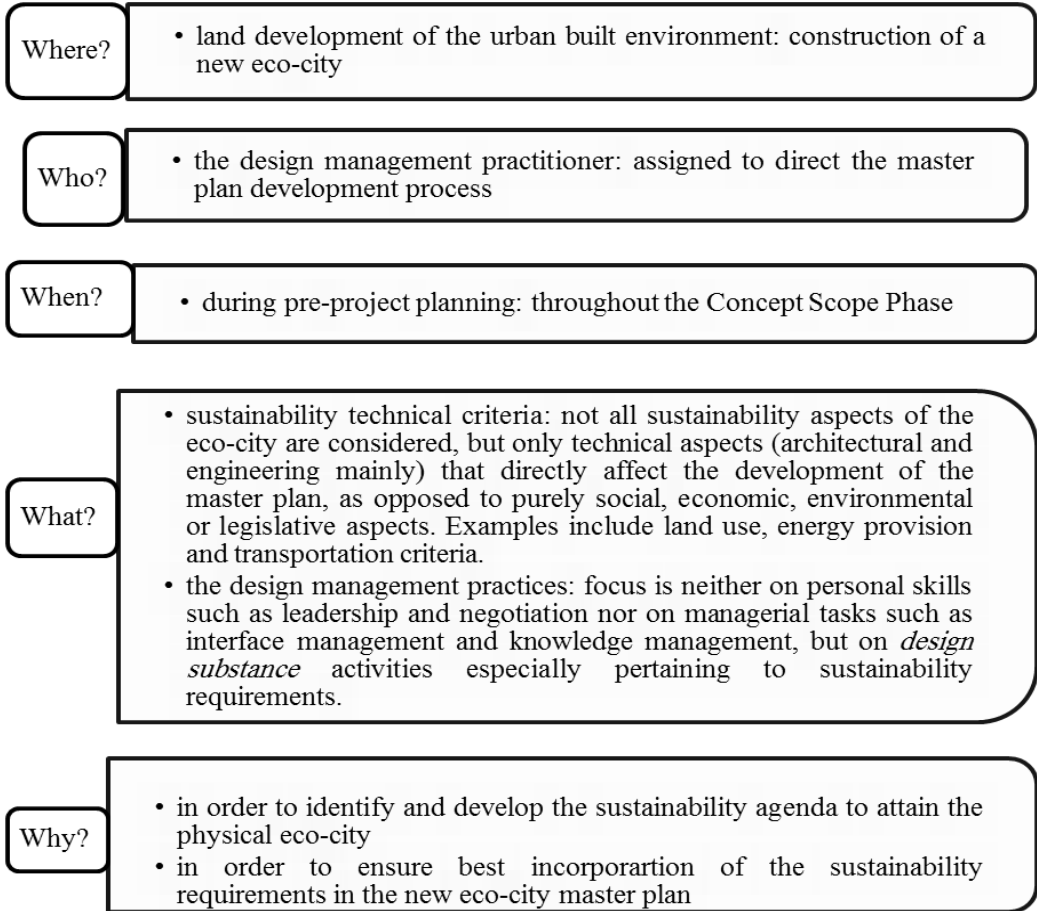 Where?
• land development of the urban built environment: construction of a
new eco-city
Who?
• the design management practitioner: assigned to direct the master
plan development process
When?
• during pre-project planning: throughout the Concept Scope Phase
What?
• sustainability technical criteria: not all sustainability aspects of the
eco-city are considered, but only technical aspects (architectural and
engineering mainly) that directly affect the development of the
master plan, as opposed to purely social, economic, environmental
or legislative aspects. Examples include land use, energy provision
and transportation criteria.
• the design management practices: focus is neither on personal skills
such as leadership and negotiation nor on managerial tasks such as
interface management and knowledge management, but on design
substance activities especially pertaining to sustainability
requirements.
Why?
• in order to identify and develop the sustainability agenda to attain the
physical eco-city
• in order to ensure best incorporartion of the sustainability
requirements in the new eco-city master plan